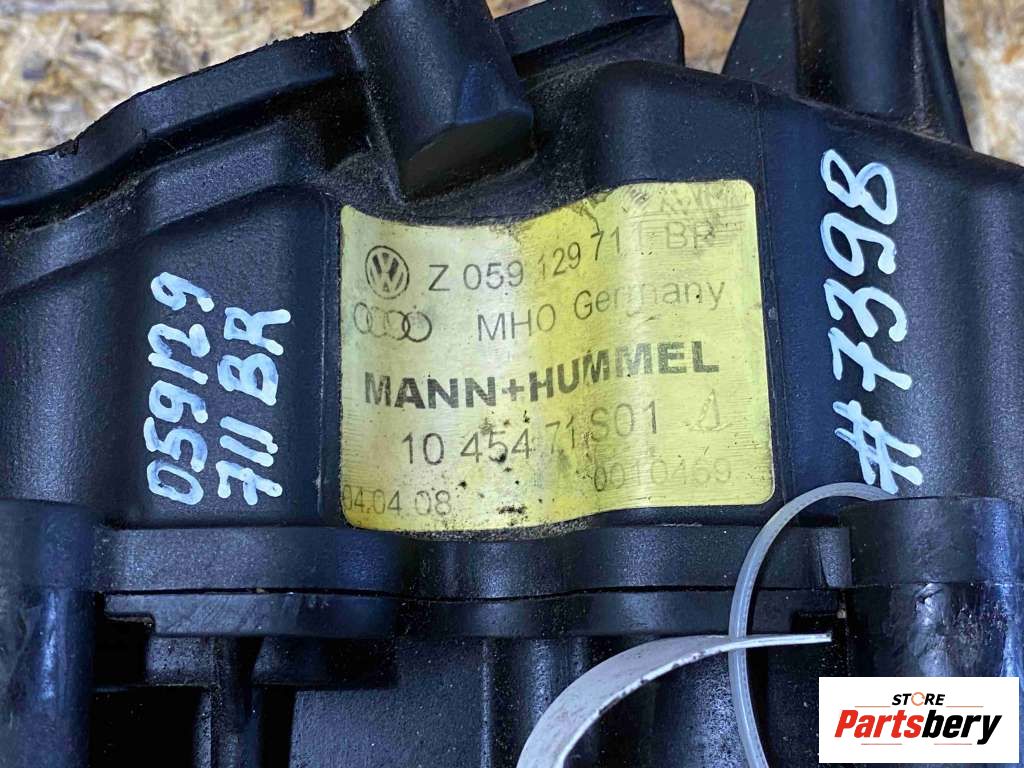 Z 059 129 711 BR
MHO Germany
MANN+HUMMEL
10 454 71 S01
04.04.08 0010469
059129
711 BR
#7398
STORE
Partsbery